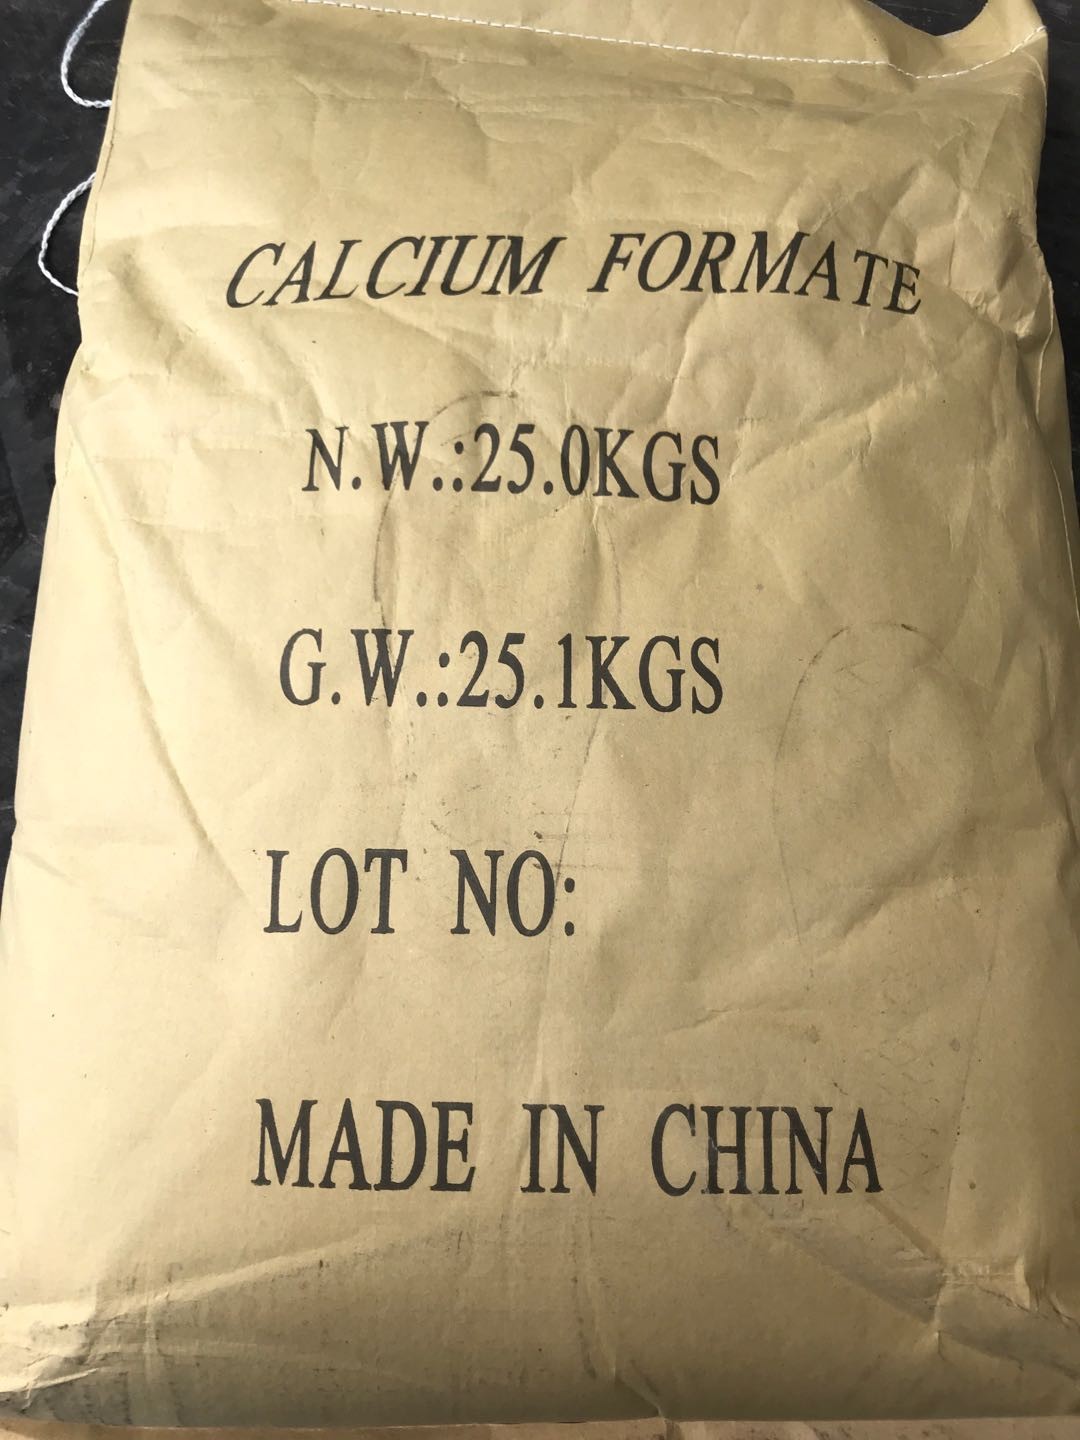 CALCIUM FORMATE
N.W.:25.0KGS
G.W.:25.1KGS
LOT NO:
MADE IN CHINA